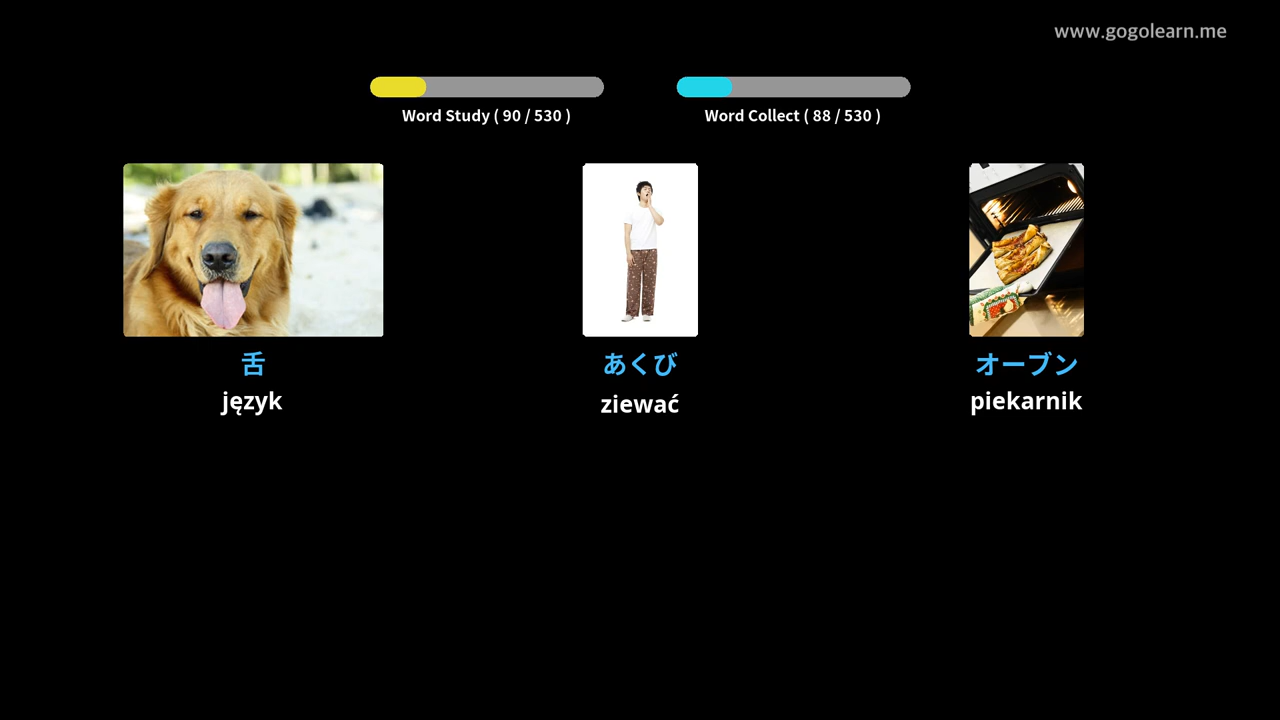 www.gogolearn.me
Word Study ( 90 / 530 )
Word Collect ( 88 / 530 )
舌
język
あくび
ziewać
オーブン
piekarnik